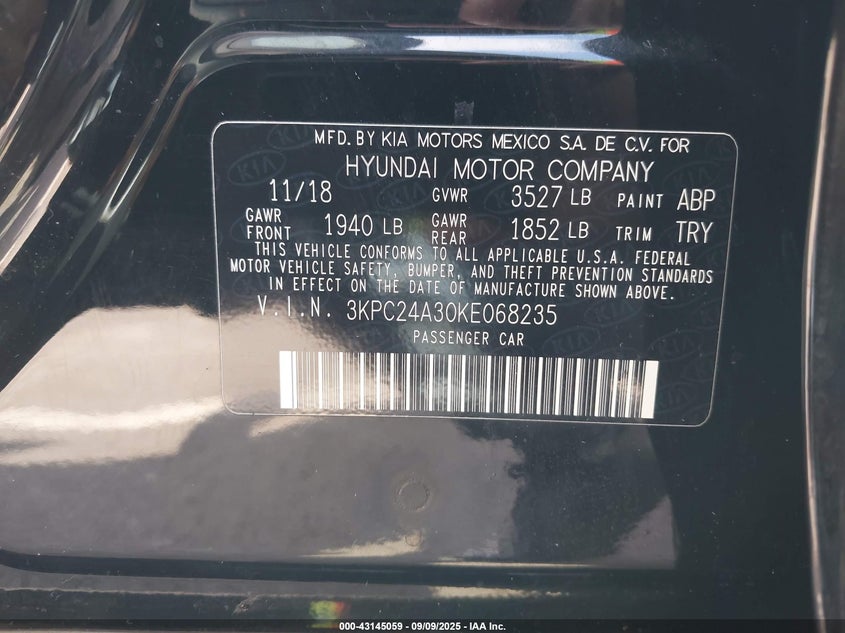 MFD. BY KIA MOTORS MEXICO S.A. DE C.V. FOR
HYUNDAI MOTOR COMPANY
11/18 GVWR 3527 LB PAINT ABP
GAWR FRONT 1940 LB GAWR REAR 1852 LB TRIM TRY
THIS VEHICLE CONFORMS TO ALL APPLICABLE U.S.A. FEDERAL
MOTOR VEHICLE SAFETY, BUMPER, AND THEFT PREVENTION STANDARDS
IN EFFECT ON THE DATE OF MANUFACTURE SHOWN ABOVE.
V.I.N. 3KPC24A30KE068235
PASSENGER CAR
000-43145059 - 09/09/2025 - IAA Inc.